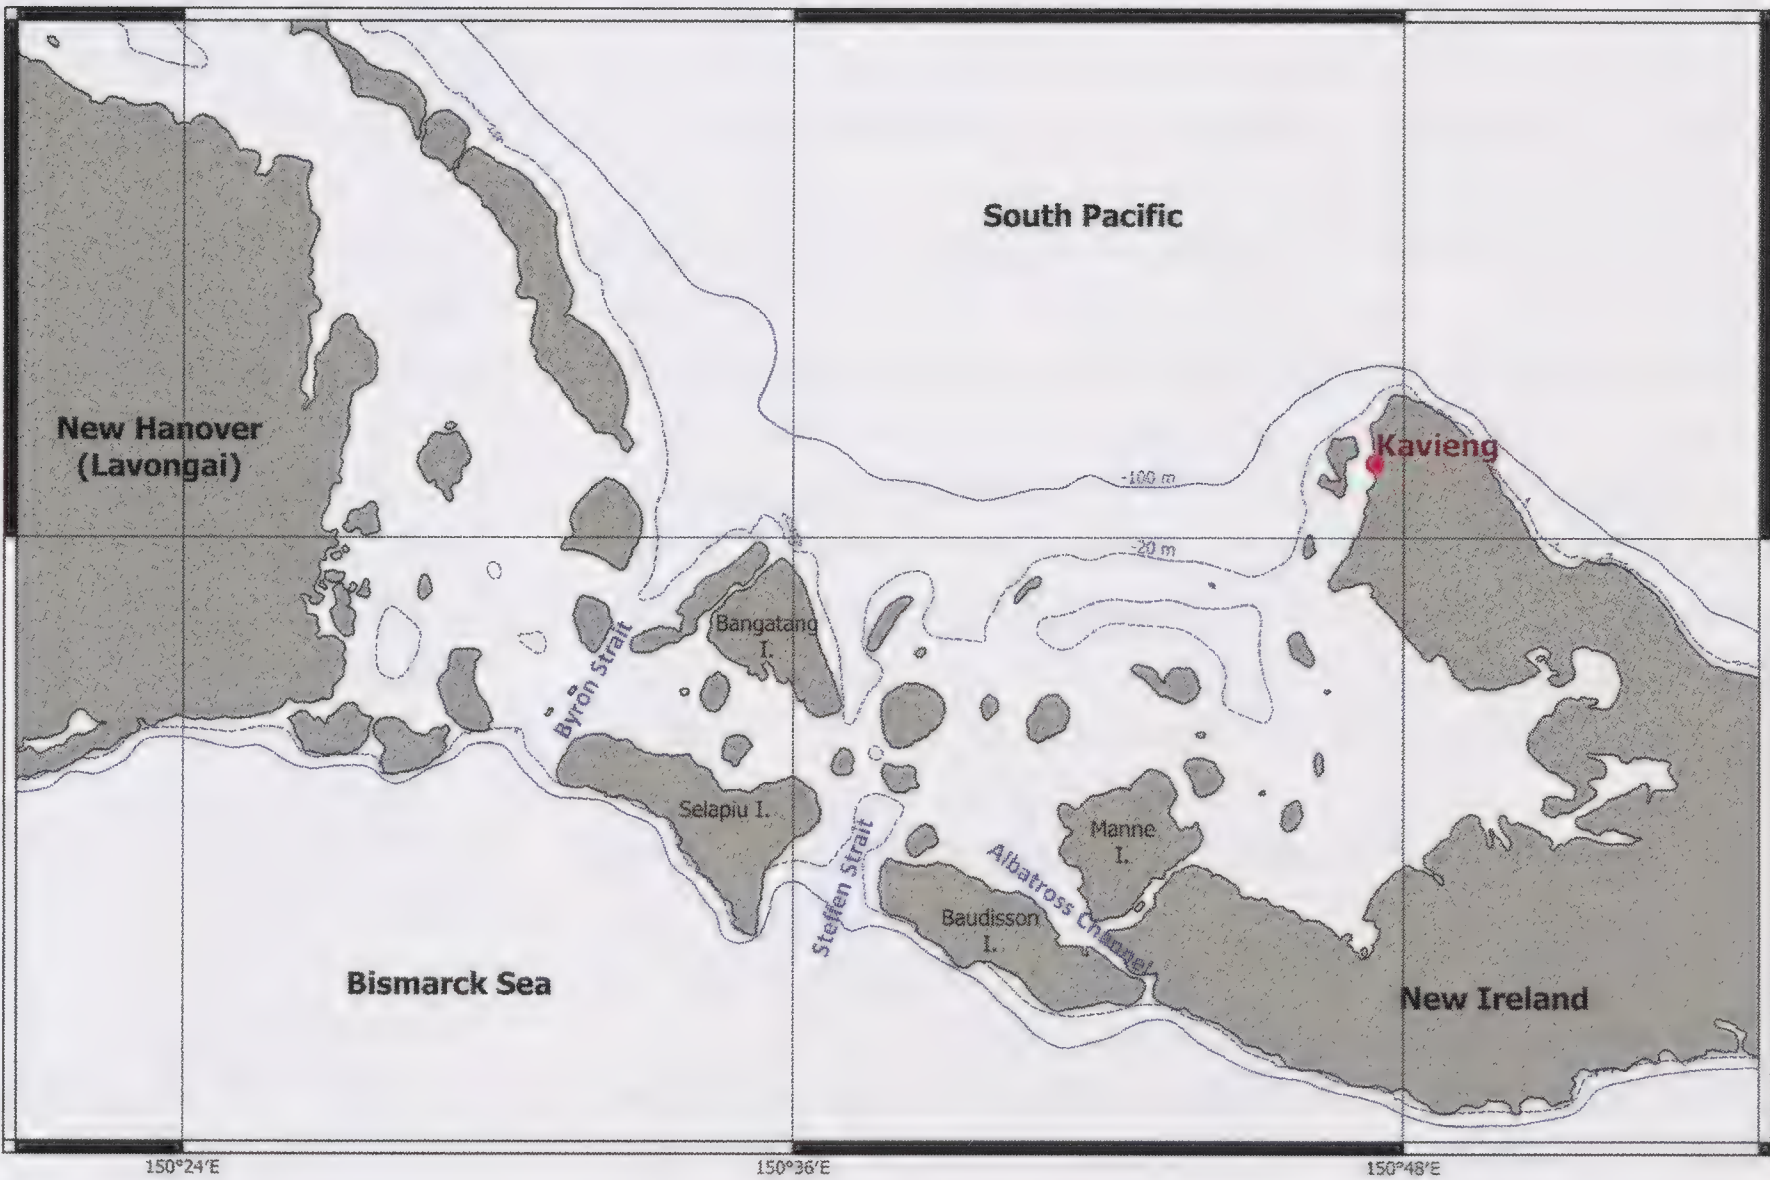 South Pacific
New Hanover
(Lavongai)
Kavieng
-100 m
-20 m
Bangatang
I.
Byron Strait
Selapiu I.
Manne
I.
Steffen Strait
Albatross Channel
Baudisson
I.
Bismarck Sea
New Ireland
150°24'E
150°36'E
150°48'E